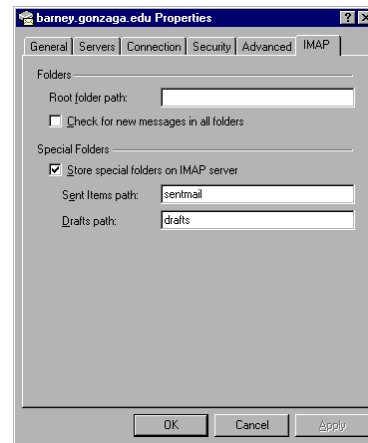 barney.gonzaga.edu Properties
General Servers Connection Security Advanced IMAP
Folders
Root folder path:
Check for new messages in all folders
Special Folders
Store special folders on IMAP server
Sent Items path: sentmail
Drafts path: drafts
OK Cancel Apply